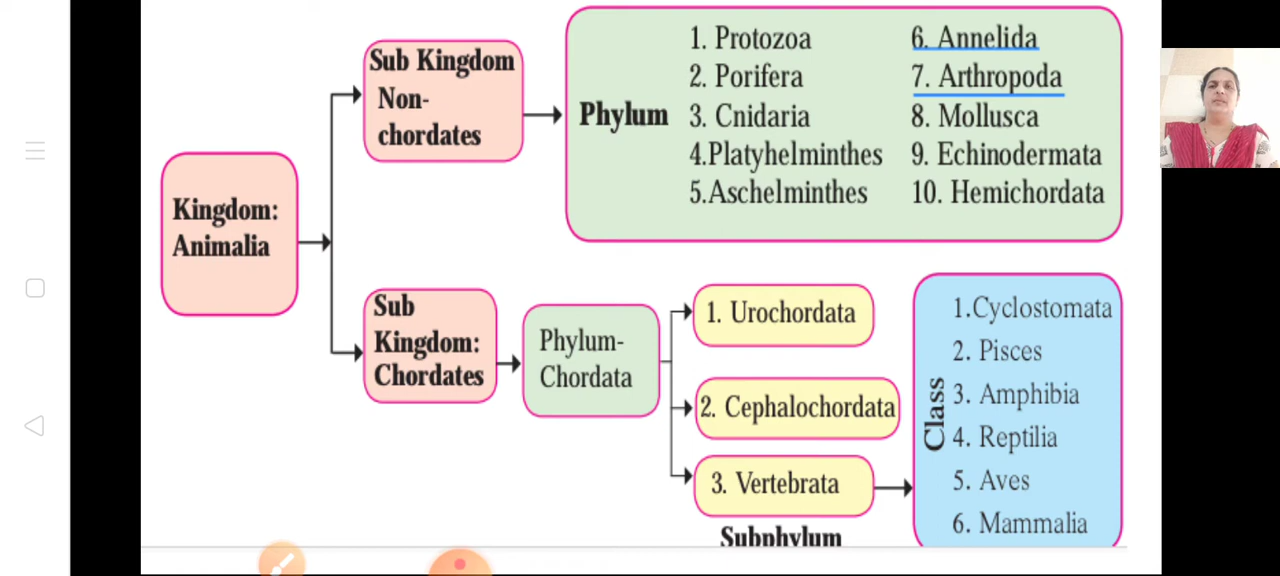 Kingdom:
Animalia
Sub Kingdom
Non-
chordates
Phylum
1. Protozoa
2. Porifera
3. Cnidaria
4.Platyhelminthes
5.Aschelminthes
6. Annelida
7. Arthropoda
8. Mollusca
9. Echinodermata
10. Hemichordata
Sub
Kingdom:
Chordates
Phylum-
Chordata
1. Urochordata
2. Cephalochordata
3. Vertebrata
Subphylum
Class
1.Cyclostomata
2. Pisces
3. Amphibia
4. Reptilia
5. Aves
6. Mammalia